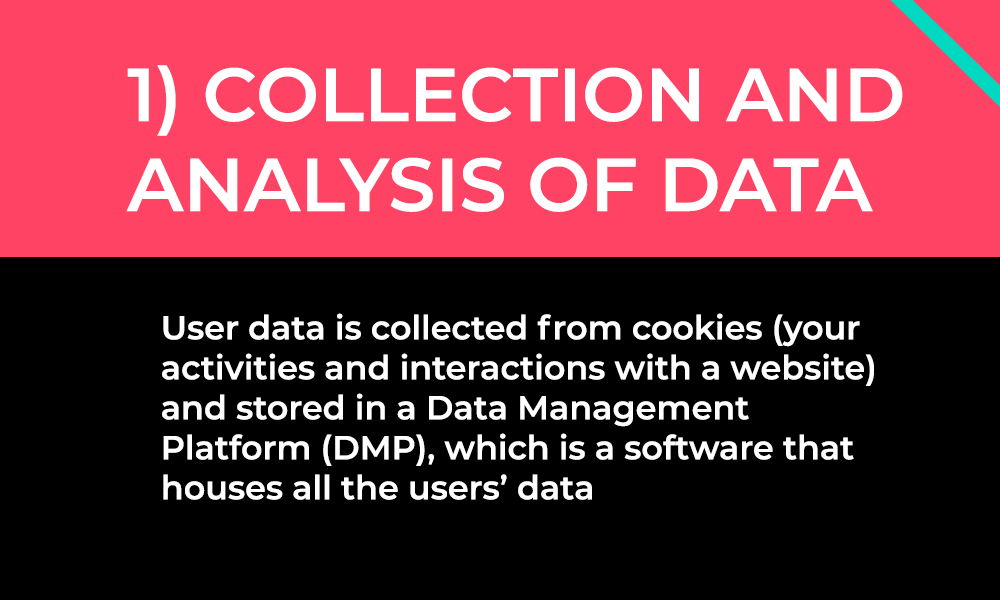 1) COLLECTION AND
ANALYSIS OF DATA
User data is collected from cookies (your
activities and interactions with a website)
and stored in a Data Management
Platform (DMP), which is a software that
houses all the users’ data